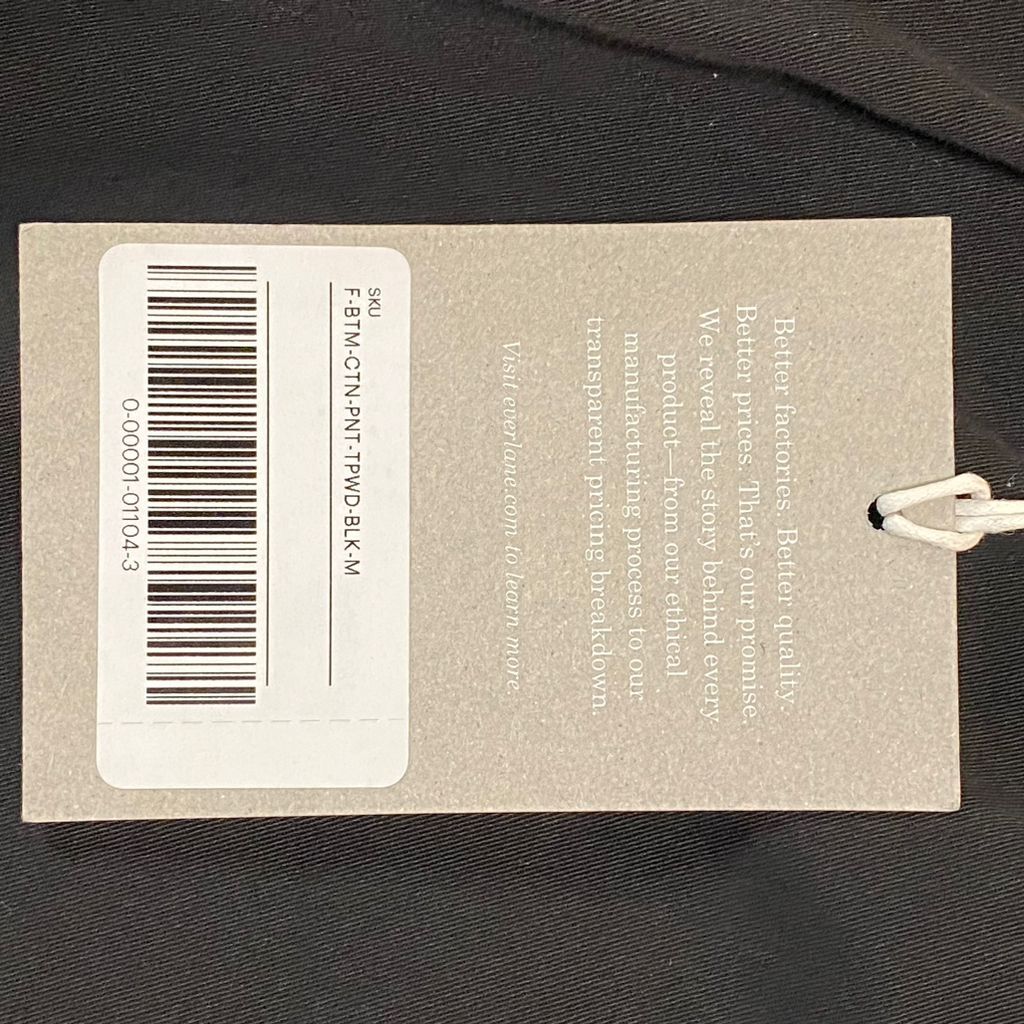 Better factories. Better quality.
Better prices. That's our promise.
We reveal the story behind every
product—from our ethical
manufacturing process to our
transparent pricing breakdown.
Visit everlane.com to learn more
SKU
F-BTM-CTN-PNT-TPWD-BLK-M
0-00001-01104-3